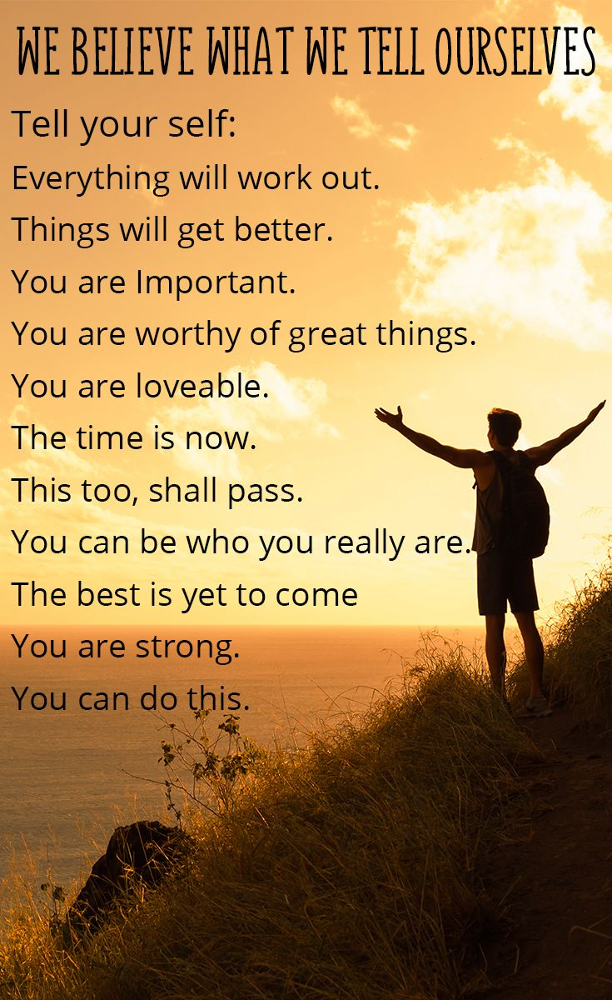 WE BELIEVE WHAT WE TELL OURSELVES
Tell your self:
Everything will work out.
Things will get better.
You are Important.
You are worthy of great things.
You are loveable.
The time is now.
This too, shall pass.
You can be who you really are.
The best is yet to come
You are strong.
You can do this.